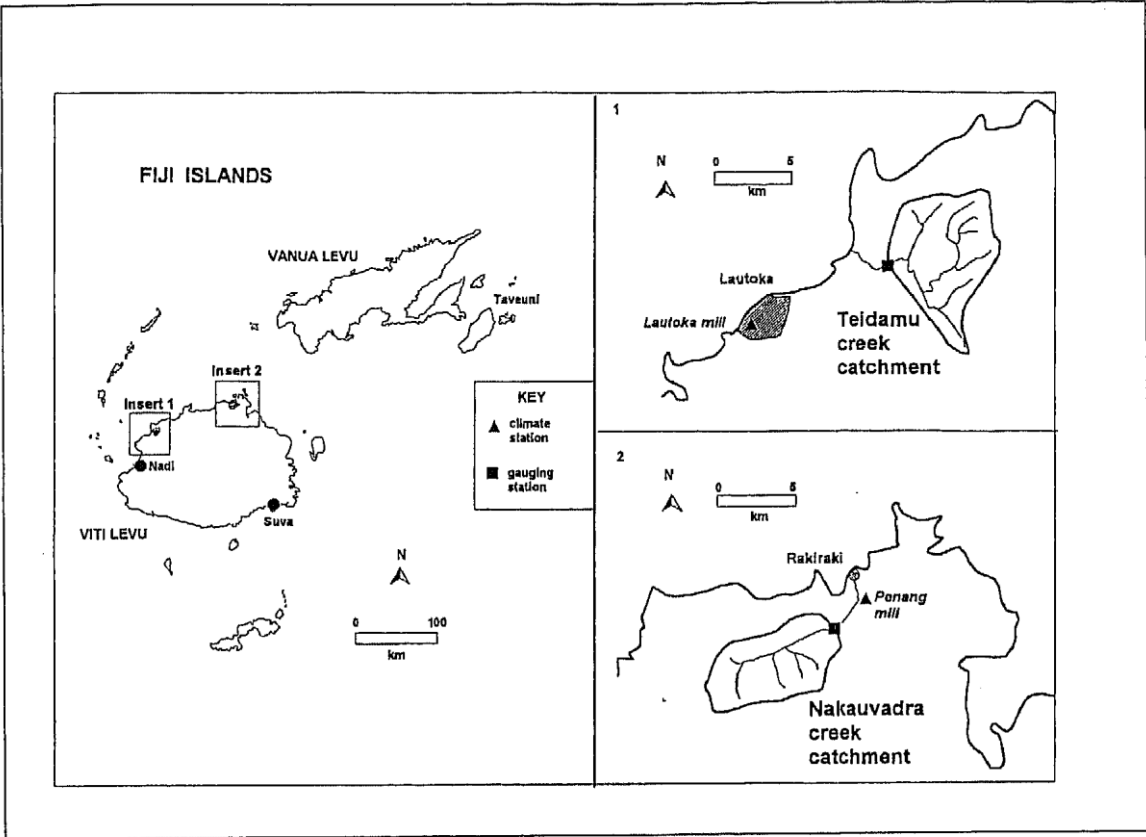 FIJI ISLANDS
VANUA LEVU
Taveuni
Insert 2
Insert 1
Nadi
Suva
VITI LEVU
N
0 100
km
KEY
climate
station
gauging
station
1
N
0 5
km
Lautoka
Lautoka mill
Teidamu
creek
catchment
2
N
0 5
km
Rakiraki
Penang
mill
Nakauvadra
creek
catchment